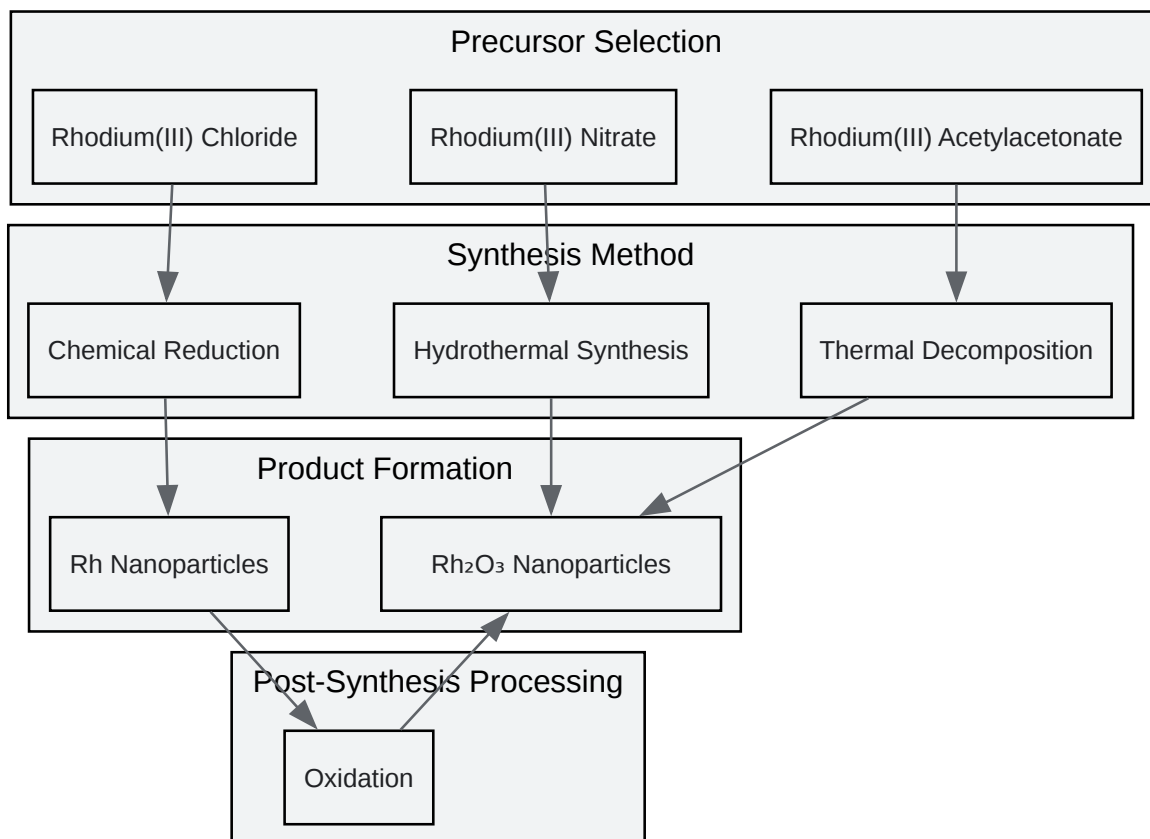 Precursor Selection
Rhodium(III) Chloride
Rhodium(III) Nitrate
Rhodium(III) Acetylacetonate
Synthesis Method
Chemical Reduction
Hydrothermal Synthesis
Thermal Decomposition
Product Formation
Rh Nanoparticles
Rh₂O₃ Nanoparticles
Post-Synthesis Processing
Oxidation